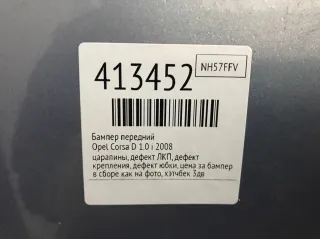 413452
NH57FFV
Бампер передний
Opel Corsa D 1.0 i 2008
царапины, дефект ЛКП, дефект
крепления, дефект юбки, цена за бампер
в сборе как на фото, хэтчбек 3дв